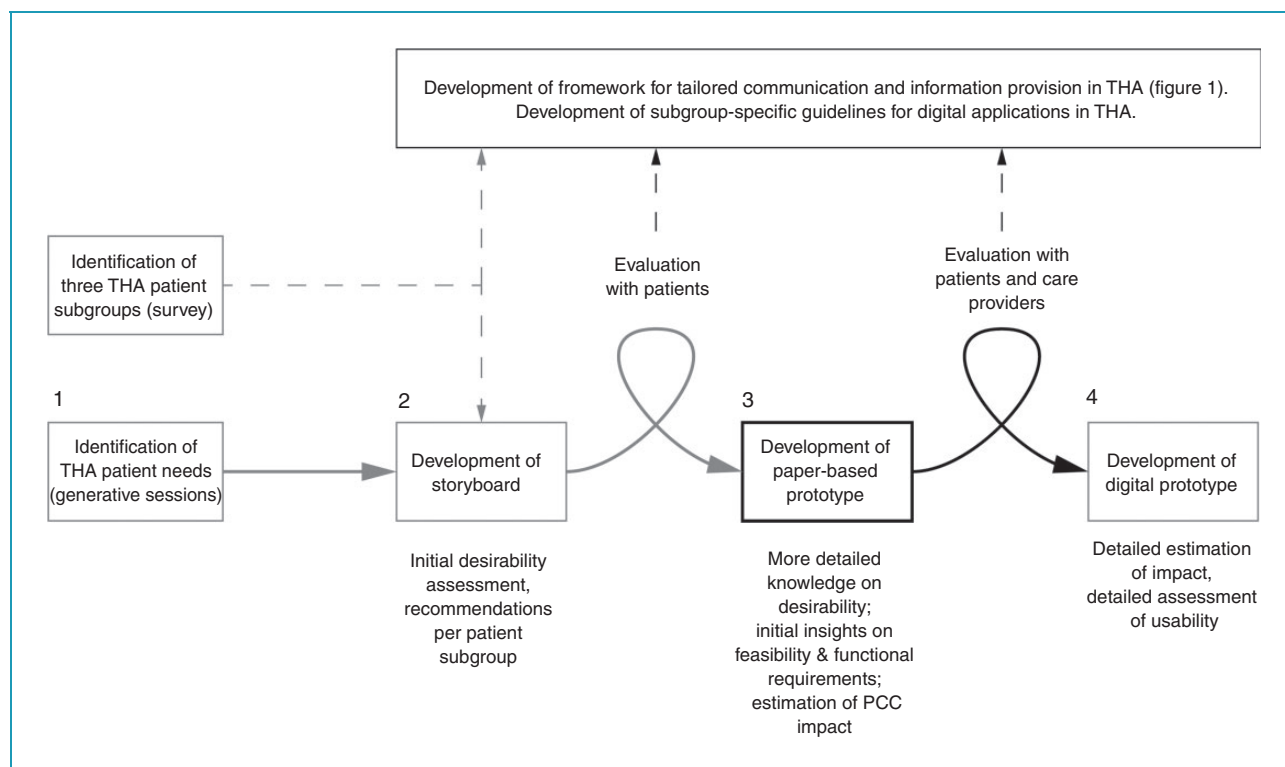 Development of fromework for tailored communication and information provision in THA (figure 1).
Development of subgroup-specific guidelines for digital applications in THA.
Identification of
three THA patient
subgroups (survey)
Evaluation
with patients
Evaluation with
patients and care
providers
1
Identification of
THA patient needs
(generative sessions)
2
Development of
storyboard
3
Development of
paper-based
prototype
4
Development of
digital prototype
Initial desirability
assessment,
recommendations
per patient
subgroup
More detailed
knowledge on
desirability;
initial insights on
feasibility & functional
requirements;
estimation of PCC
impact
Detailed estimation
of impact,
detailed assessment
of usability